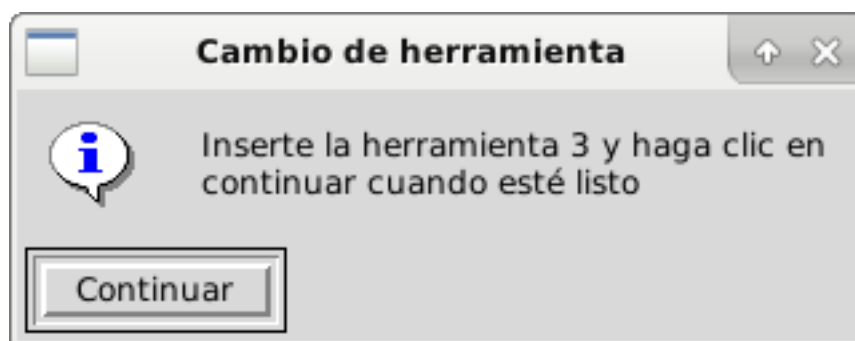 Cambio de herramienta
Inserte la herramienta 3 y haga clic en
continuar cuando esté listo
Continuar